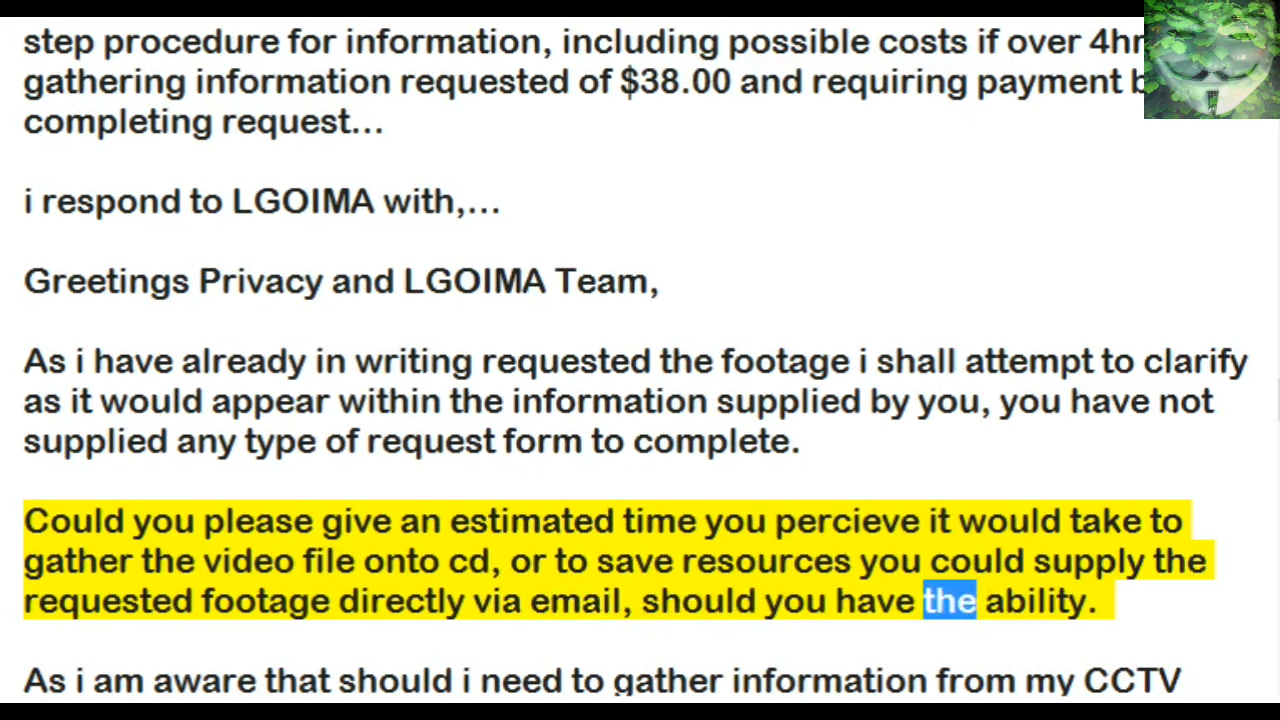 step procedure for information, including possible costs if over 4hr
gathering information requested of $38.00 and requiring payment
completing request...
i respond to LGOIMA with,...
Greetings Privacy and LGOIMA Team,
As i have already in writing requested the footage i shall attempt to clarify
as it would appear within the information supplied by you, you have not
supplied any type of request form to complete.
Could you please give an estimated time you percieve it would take to
gather the video file onto cd, or to save resources you could supply the
requested footage directly via email, should you have the ability.
As i am aware that should i need to gather information from my CCTV